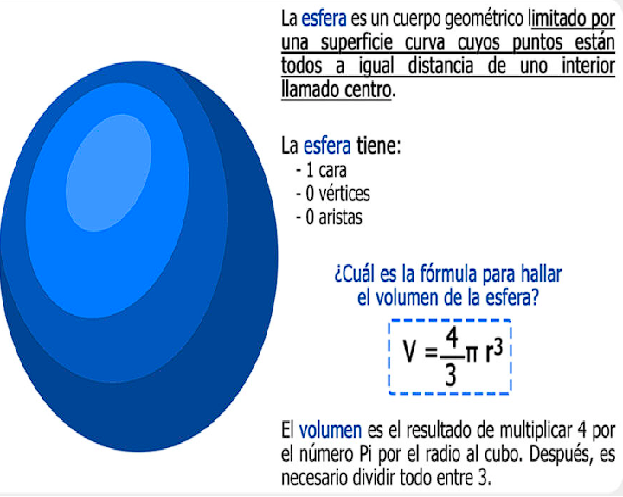 La esfera es un cuerpo geométrico limitado por
una superficie curva cuyos puntos están
todos a igual distancia de uno interior
llamado centro.
La esfera tiene:
- 1 cara
- 0 vértices
- 0 aristas
¿Cuál es la fórmula para hallar
el volumen de la esfera?
V = 4/3 π r³
El volumen es el resultado de multiplicar 4 por
el número Pi por el radio al cubo. Después, es
necesario dividir todo entre 3.